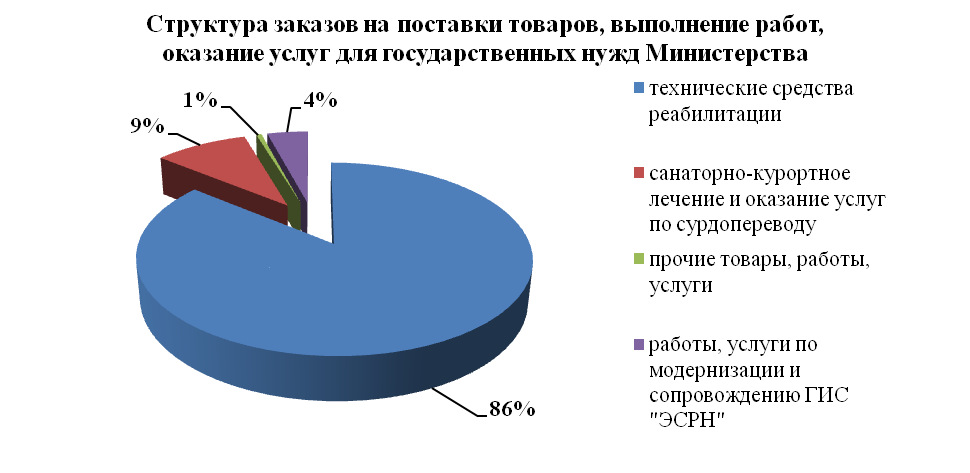 Структура заказов на поставки товаров, выполнение работ,
оказание услуг для государственных нужд Министерства
1%
4%
9%
86%
технические средства
реабилитации
санаторно-курортное
лечение и оказание услуг
по сурдопереводу
прочие товары, работы,
услуги
работы, услуги по
модернизации и
сопровождению ГИС
"ЭСРН"